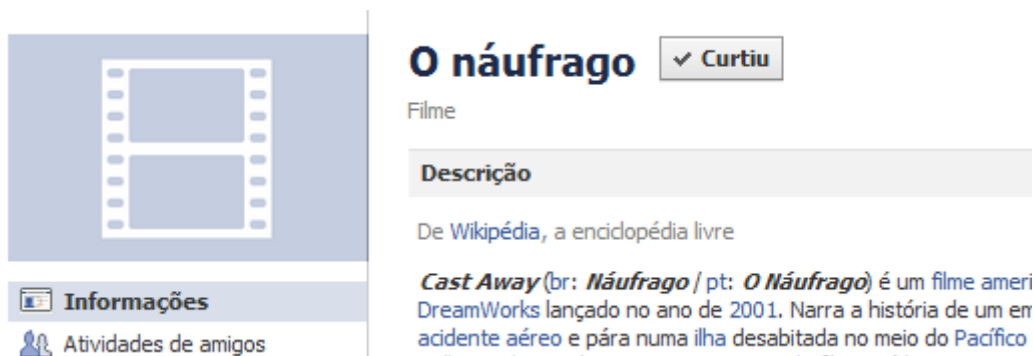 O náufrago ✓ Curtiu
Filme
Descrição
De Wikipédia, a enciclopédia livre
Cast Away (br: Náufrago / pt: O Náufrago) é um filme ameri
DreamWorks lançado no ano de 2001. Narra a história de um em
acidente aéreo e pára numa ilha desabitada no meio do Pacífico
Informações
Atividades de amigos